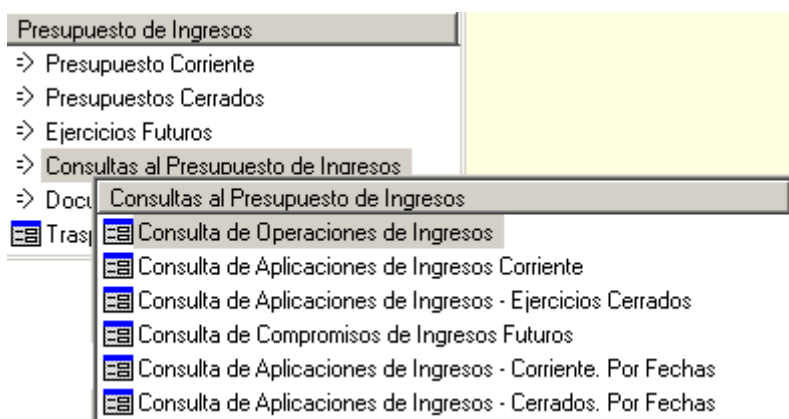 Presupuesto de Ingresos
Presupuesto Corriente
Presupuestos Cerrados
Ejercicios Futuros
Consultas al Presupuesto de Ingresos
Consultas al Presupuesto de Ingresos
Consulta de Operaciones de Ingresos
Consulta de Aplicaciones de Ingresos Corriente
Consulta de Aplicaciones de Ingresos - Ejercicios Cerrados
Consulta de Compromisos de Ingresos Futuros
Consulta de Aplicaciones de Ingresos - Corriente. Por Fechas
Consulta de Aplicaciones de Ingresos - Cerrados. Por Fechas